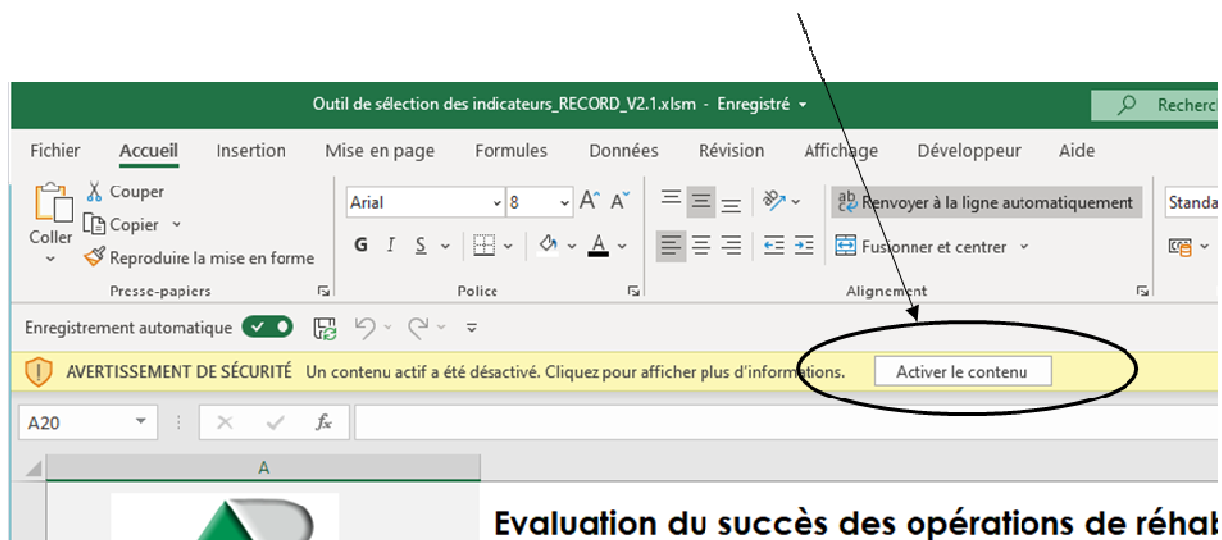 Outil de sélection des indicateurs_RECORD_V2.1.xlsm - Enregistré
Fichier Accueil Insertion Mise en page Formules Données Révision Affichage Développeur Aide
Couper
Arial 8 Renvoyer à la ligne automatiquement
Copier
Coller
G I S A Fusionner et centrer
Reproduire la mise en forme
Presse-papiers Police Alignement
Enregistrement automatique
AVERTISSEMENT DE SÉCURITÉ Un contenu actif a été désactivé. Cliquez pour afficher plus d'informations. Activer le contenu
A20 fx
A
Evaluation du succès des opérations de